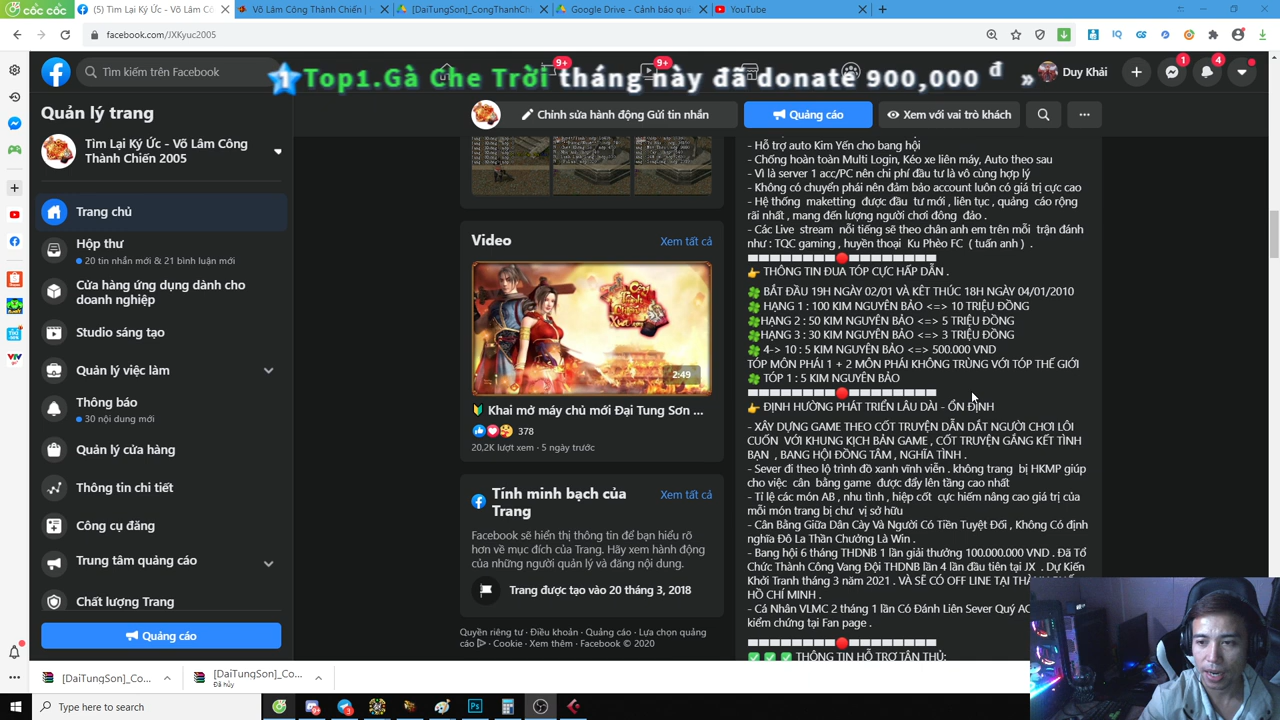 CỐC CỐC
(5) Tìm Lại Ký Ức - Võ Lâm Cô
Võ Lâm Công Thành Chiến | H
[DaiTungSon]_CongThanhCh
Google Drive - Cảnh báo qu
YouTube
facebook.com/JXKyuc2005
Tìm kiếm trên Facebook
Top1.Gà Che Trời tháng này đã donate 900,000 đ »
9+
9+
Duy Khải
1
4
Quản lý trang
Tìm Lại Ký Ức - Võ Lâm Công
Thành Chiến 2005
Trang chủ
Hộp thư
20 tin nhắn mới & 21 bình luận mới
Cửa hàng ứng dụng dành cho
doanh nghiệp
Studio sáng tạo
Quản lý việc làm
Thông báo
30 nội dung mới
Quản lý cửa hàng
Thông tin chi tiết
Công cụ đăng
Trung tâm quảng cáo
Chất lượng Trang
Quảng cáo
Chỉnh sửa hành động Gửi tin nhắn
Quảng cáo
Xem với vai trò khách
Video
Xem tất cả
2:49
Khai mở máy chủ mới Đại Tung Sơn ...
378
20,2K lượt xem · 5 ngày trước
Tính minh bạch của
Trang
Xem tất cả
Facebook sẽ hiển thị thông tin để bạn hiểu rõ
hơn về mục đích của Trang. Hãy xem hành động
của những người quản lý và đăng nội dung.
Trang được tạo vào 20 tháng 3, 2018
Quyền riêng tư · Điều khoản · Quảng cáo · Lựa chọn quảng
cáo · Cookie · Xem thêm · Facebook © 2020
- Hỗ trợ auto Kim Yến cho bang hội
- Chống hoàn toàn Multi Login, Kéo xe liên máy, Auto theo sau
- Vì là server 1 acc/PC nên chi phí đầu tư là vô cùng hợp lý
- Không có chuyển phái nên đảm bảo account luôn có giá trị cực cao
- Hệ thống maketting được đầu tư mới , liên tục , quảng cáo rộng
rãi nhất , mang đến lượng người chơi đông đảo .
- Các Live stream nổi tiếng sẽ theo chân anh em trên mỗi trận đánh
như : TQC gaming , huyền thoại Ku Phèo FC ( tuấn anh ) .
👉 THÔNG TIN ĐUA TÓP CỰC HẤP DẪN .
🍀 BẮT ĐẦU 19H NGÀY 02/01 VÀ KẾT THÚC 18H NGÀY 04/01/2010
🍀 HẠNG 1 : 100 KIM NGUYÊN BẢO <=> 10 TRIỆU ĐỒNG
🍀HẠNG 2 : 50 KIM NGUYÊN BẢO <=> 5 TRIỆU ĐỒNG
🍀HẠNG 3 : 30 KIM NGUYÊN BẢO <=> 3 TRIỆU ĐỒNG
🍀 4-> 10 : 5 KIM NGUYÊN BẢO <=> 500.000 VND
TÓP MÔN PHÁI 1 + 2 MÔN PHÁI KHÔNG TRÙNG VỚI TÓP THẾ GIỚI
🍀 TÓP 1 : 5 KIM NGUYÊN BẢO
👉 ĐỊNH HƯỚNG PHÁT TRIỂN LÂU DÀI - ỔN ĐỊNH
- XÂY DỰNG GAME THEO CỐT TRUYỆN DẪN DẮT NGƯỜI CHƠI LÔI
CUỐN VỚI KHUNG KỊCH BẢN GAME , CỐT TRUYỆN GẮNG KẾT TÌNH
BẠN , BANG HỘI ĐỒNG TÂM , NGHĨA TÌNH .
- Sever đi theo lộ trình đồ xanh vĩnh viễn . không trang bị HKMP giúp
cho việc cân bằng game được đẩy lên tầng cao nhất
- Tỉ lệ các món AB , nhu tình , hiệp cốt cực hiếm nâng cao giá trị của
mỗi món trang bị chư vị sở hữu
- Cân Bằng Giữa Dân Cày Và Người Có Tiền Tuyệt Đối , Không Có định
nghĩa Đô La Thần Chưởng Là Win .
- Bang hội 6 tháng THDNB 1 lần giải thưởng 100.000.000 VND . Đã Tổ
Chức Thành Công Vang Đội THDNB lần 4 lần đầu tiên tại JX . Dự Kiến
Khởi Tranh tháng 3 năm 2021 . VÀ SẼ CÓ OFF LINE TẠI
HỒ CHÍ MINH .
- Cá Nhân VLMC 2 tháng 1 lần Có Đánh Liên Sever Quý
kiểm chứng tại Fan page .
✅ ✅ ✅ THÔNG TIN HỖ TRỢ TÂN THỦ:
[DaiTungSon]_Co...
[DaiTungSon]_Co...
Đã hủy
Type here to search